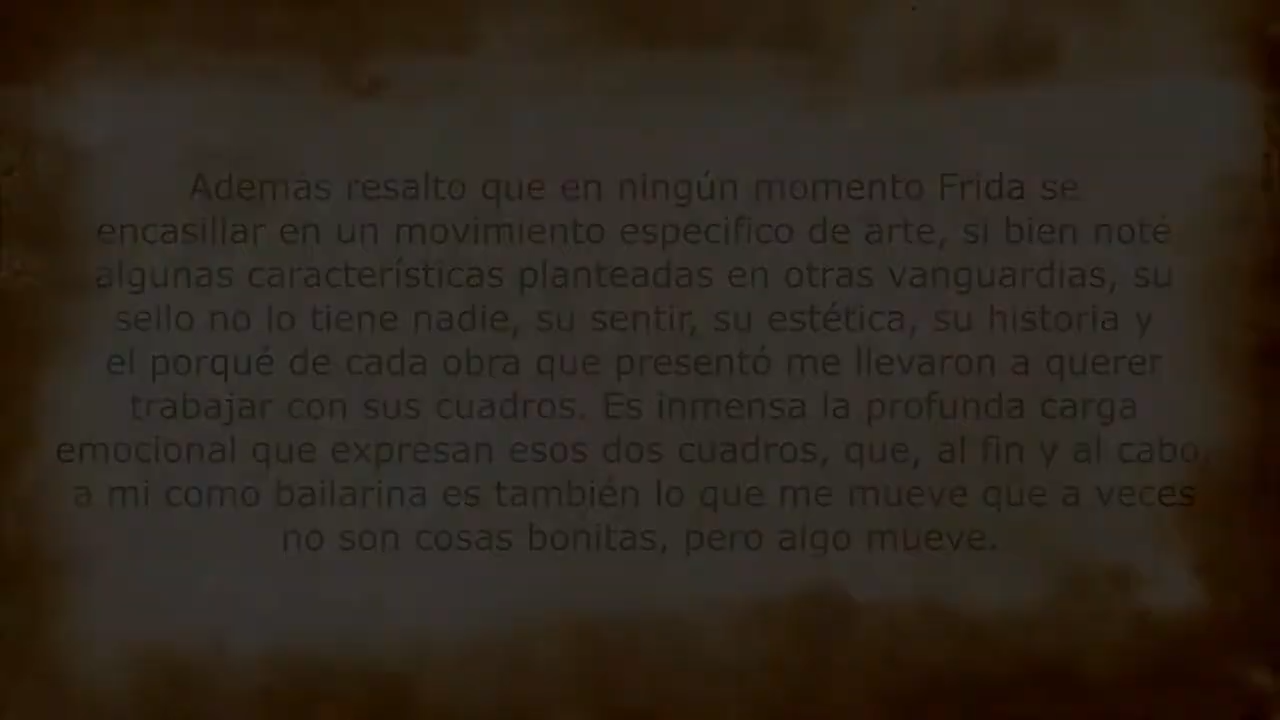 Además resalto que en ningún momento Frida se
encasillar en un movimiento especifico de arte, si bien noté
algunas características planteadas en otras vanguardias, su
sello no lo tiene nadie, su sentir, su estética, su historia y
el porqué de cada obra que presentó me llevaron a querer
trabajar con sus cuadros. Es inmensa la profunda carga
emocional que expresan esos dos cuadros, que, al fin y al cabo
a mi como bailarina es también lo que me mueve que a veces
no son cosas bonitas, pero algo mueve.